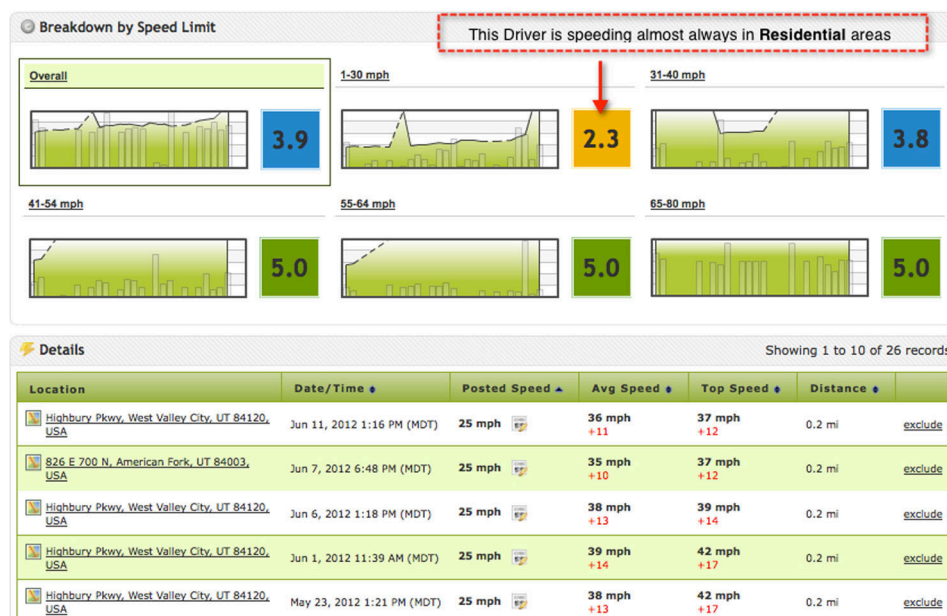 Breakdown by Speed Limit
This Driver is speeding almost always in Residential areas
Overall
1-30 mph
31-40 mph
3.9
2.3
3.8
41-54 mph
55-64 mph
65-80 mph
5.0
5.0
5.0
Details
Showing 1 to 10 of 26 records
Location Date/Time Posted Speed Avg Speed Top Speed Distance
Highbury Pkwy, West Valley City, UT 84120, USA Jun 11, 2012 1:16 PM (MDT) 25 mph 36 mph +11 37 mph +12 0.2 mi exclude
826 E 700 N, American Fork, UT 84003, USA Jun 7, 2012 6:48 PM (MDT) 25 mph 35 mph +10 37 mph +12 0.2 mi exclude
Highbury Pkwy, West Valley City, UT 84120, USA Jun 6, 2012 1:18 PM (MDT) 25 mph 38 mph +13 39 mph +14 0.2 mi exclude
Highbury Pkwy, West Valley City, UT 84120, USA Jun 1, 2012 11:39 AM (MDT) 25 mph 39 mph +14 42 mph +17 0.2 mi exclude
Highbury Pkwy, West Valley City, UT 84120, USA May 23, 2012 1:21 PM (MDT) 25 mph 38 mph +13 42 mph +17 0.2 mi exclude